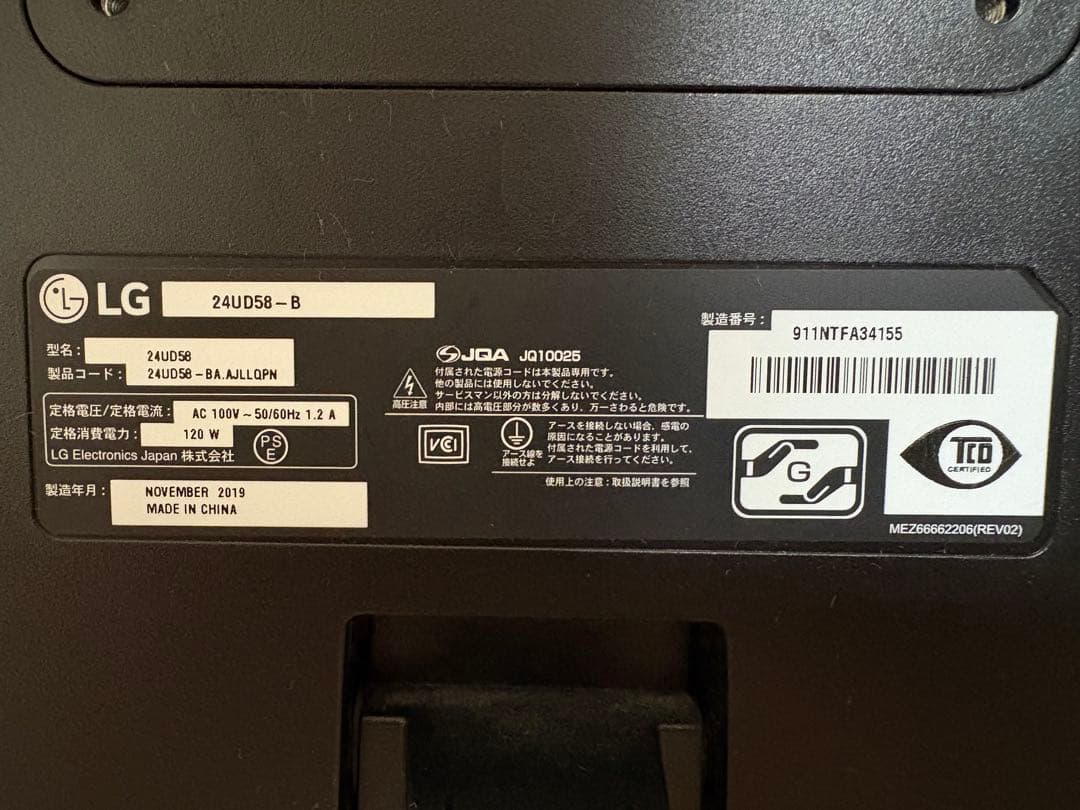 LG 24UD58-B
型名: 24UD58
製品コード: 24UD58-BA.AJLLQPN
定格電圧/定格電流: AC 100V ~ 50/60Hz 1.2 A
定格消費電力: 120 W
PS
E
LG Electronics Japan 株式会社
製造年月: NOVEMBER 2019
MADE IN CHINA
JQA JQ10025
高圧注意
付属された電源コードは本製品専用です。
他の製品には使用しないでください。
サービスマン以外の方は分解しないでください。
内部には高電圧部分が数多くあり、万一さわると危険です。
VCI
アース線を
接続せよ
アースを接続しない場合、感電の
原因になることがあります。
付属された電源コードを利用して、
アース接続を行ってください。
使用上の注意:取扱説明書を参照
製造番号: 911NTFA34155
G
TCO
CERTIFIED
MEZ66662206(REV02)